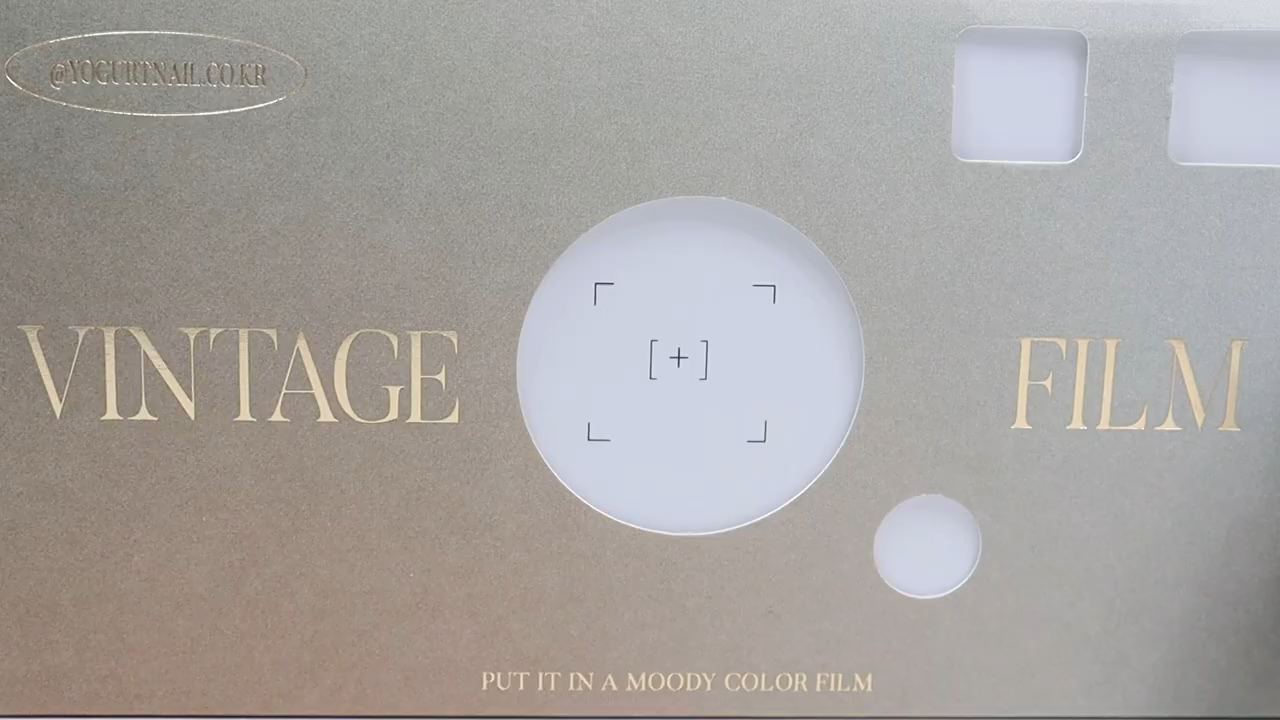 @YOGURTNAIL.CO.KR
[+]
VINTAGE FILM
PUT IT IN A MOODY COLOR FILM